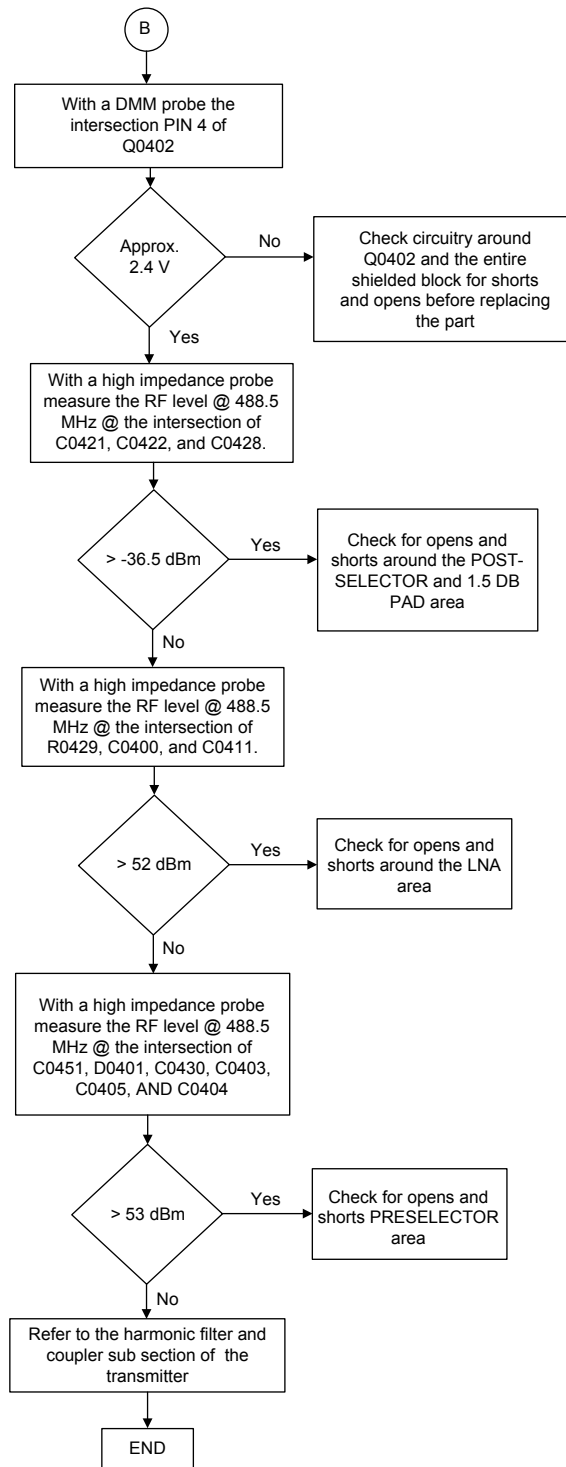 B
With a DMM probe the
intersection PIN 4 of
Q0402
Approx.
2.4 V
No
Check circuitry around
Q0402 and the entire
shielded block for shorts
and opens before replacing
the part
Yes
With a high impedance probe
measure the RF level @ 488.5
MHz @ the intersection of
C0421, C0422, and C0428.
> -36.5 dBm
Yes
Check for opens and
shorts around the POST-
SELECTOR and 1.5 DB
PAD area
No
With a high impedance probe
measure the RF level @ 488.5
MHz @ the intersection of
R0429, C0400, and C0411.
> 52 dBm
Yes
Check for opens and
shorts around the LNA
area
No
With a high impedance probe
measure the RF level @ 488.5
MHz @ the intersection of
C0451, D0401, C0430, C0403,
C0405, AND C0404
> 53 dBm
Yes
Check for opens and
shorts PRESELECTOR
area
No
Refer to the harmonic filter and
coupler sub section of the
transmitter
END